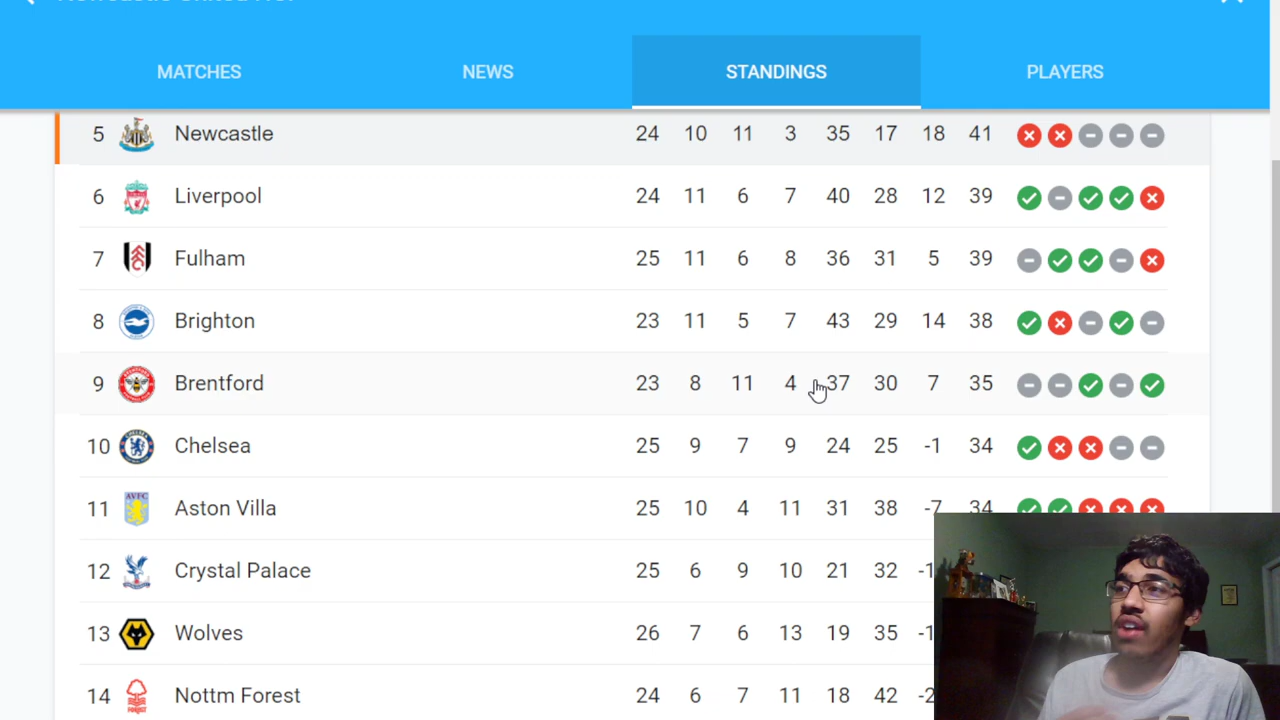 MATCHES NEWS STANDINGS PLAYERS
5 Newcastle 24 10 11 3 35 17 18 41
6 Liverpool 24 11 6 7 40 28 12 39
7 Fulham 25 11 6 8 36 31 5 39
8 Brighton 23 11 5 7 43 29 14 38
9 Brentford 23 8 11 4 37 30 7 35
10 Chelsea 25 9 7 9 24 25 -1 34
11 Aston Villa 25 10 4 11 31 38 -7 34
12 Crystal Palace 25 6 9 10 21 32
13 Wolves 26 7 6 13 19 35
14 Nottm Forest 24 6 7 11 18 42